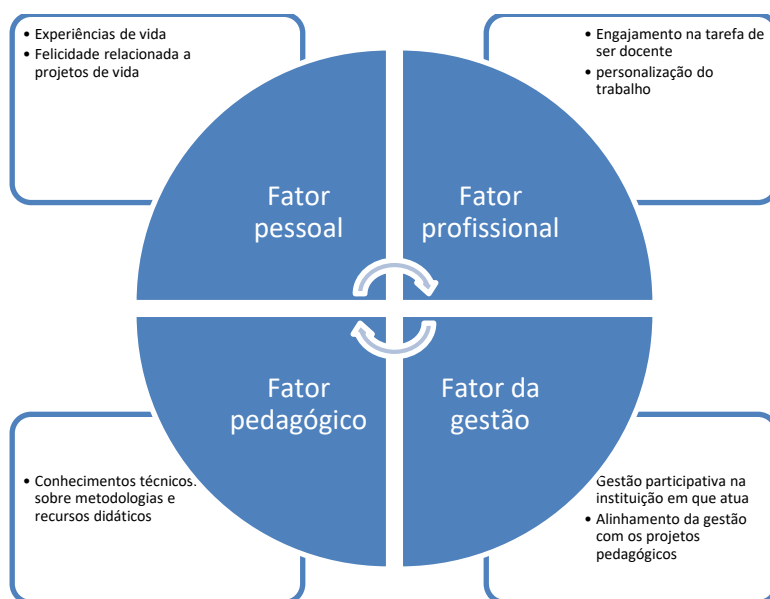 • Experiências de vida
• Felicidade relacionada a
projetos de vida
• Engajamento na tarefa de
ser docente
• personalização do
trabalho
Fator
pessoal
Fator
profissional
Fator
pedagógico
Fator da
gestão
• Conhecimentos técnicos.
sobre metodologias e
recursos didáticos
Gestão participativa na
instituição em que atua
• Alinhamento da gestão
com os projetos
pedagógicos